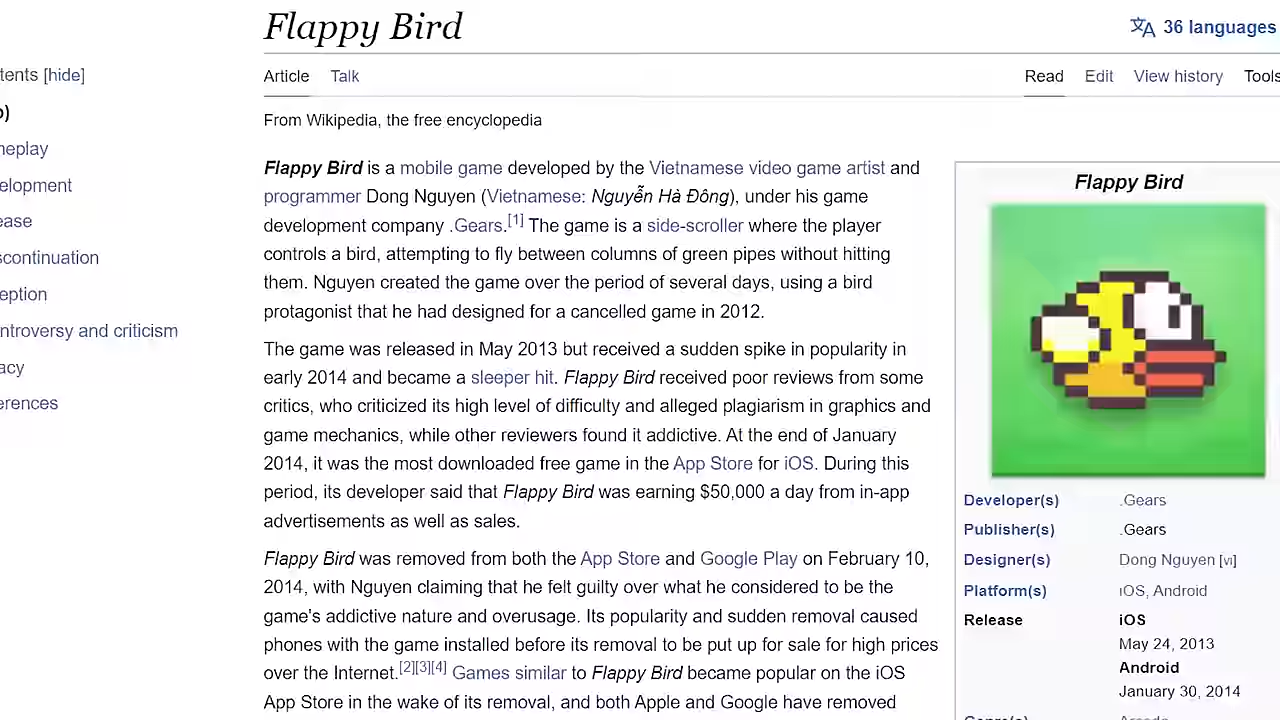 Flappy Bird
36 languages
tents [hide]
Article Talk
Read Edit View history Tools
p)
From Wikipedia, the free encyclopedia
neplay
elopment
ease
scontinuation
eption
ntroversy and criticism
acy
erences
Flappy Bird is a mobile game developed by the Vietnamese video game artist and
programmer Dong Nguyen (Vietnamese: Nguyễn Hà Đông), under his game
development company .Gears.[1] The game is a side-scroller where the player
controls a bird, attempting to fly between columns of green pipes without hitting
them. Nguyen created the game over the period of several days, using a bird
protagonist that he had designed for a cancelled game in 2012.
The game was released in May 2013 but received a sudden spike in popularity in
early 2014 and became a sleeper hit. Flappy Bird received poor reviews from some
critics, who criticized its high level of difficulty and alleged plagiarism in graphics and
game mechanics, while other reviewers found it addictive. At the end of January
2014, it was the most downloaded free game in the App Store for iOS. During this
period, its developer said that Flappy Bird was earning $50,000 a day from in-app
advertisements as well as sales.
Flappy Bird was removed from both the App Store and Google Play on February 10,
2014, with Nguyen claiming that he felt guilty over what he considered to be the
game's addictive nature and overusage. Its popularity and sudden removal caused
phones with the game installed before its removal to be put up for sale for high prices
over the Internet.[2][3][4] Games similar to Flappy Bird became popular on the iOS
App Store in the wake of its removal, and both Apple and Google have removed
Flappy Bird
Developer(s) .Gears
Publisher(s) .Gears
Designer(s) Dong Nguyen [vi]
Platform(s) iOS, Android
Release iOS
May 24, 2013
Android
January 30, 2014